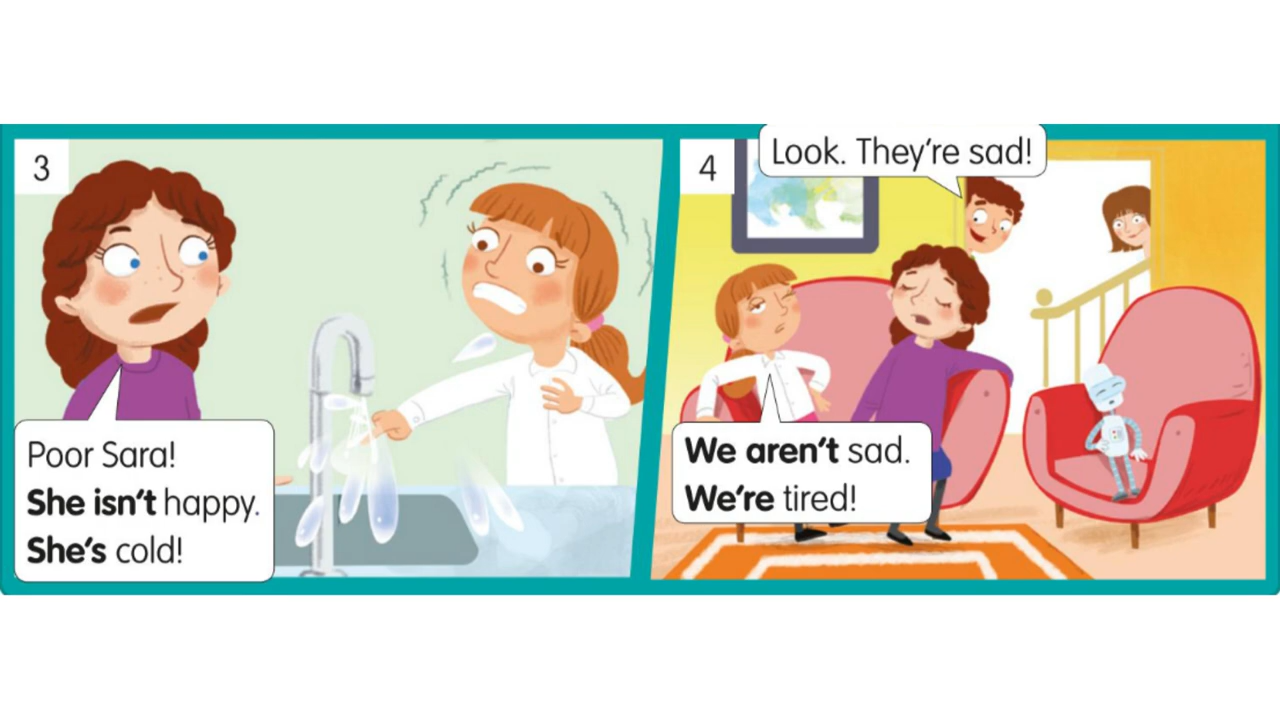 3
Poor Sara!
She isn't happy.
She's cold!
4
Look. They're sad!
We aren't sad.
We're tired!